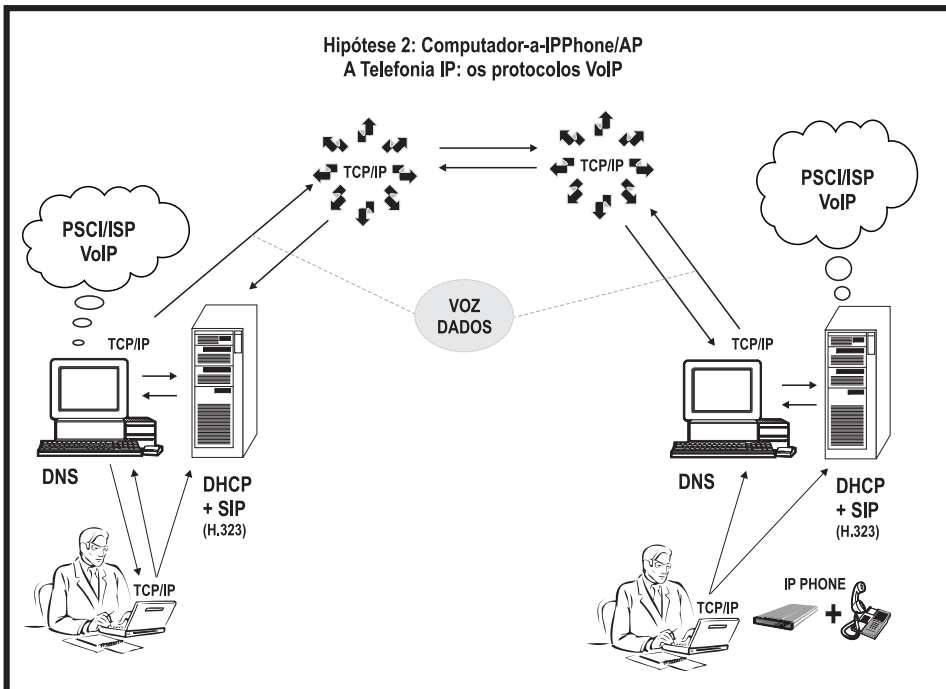 Hipótese 2: Computador-a-IPPhone/AP
A Telefonia IP: os protocolos VoIP
TCP/IP
TCP/IP
PSCI/ISP
VoIP
PSCI/ISP
VoIP
VOZ
DADOS
TCP/IP
TCP/IP
DNS
DHCP
+ SIP
(H.323)
DNS
DHCP
+ SIP
(H.323)
TCP/IP
IP PHONE
TCP/IP
+